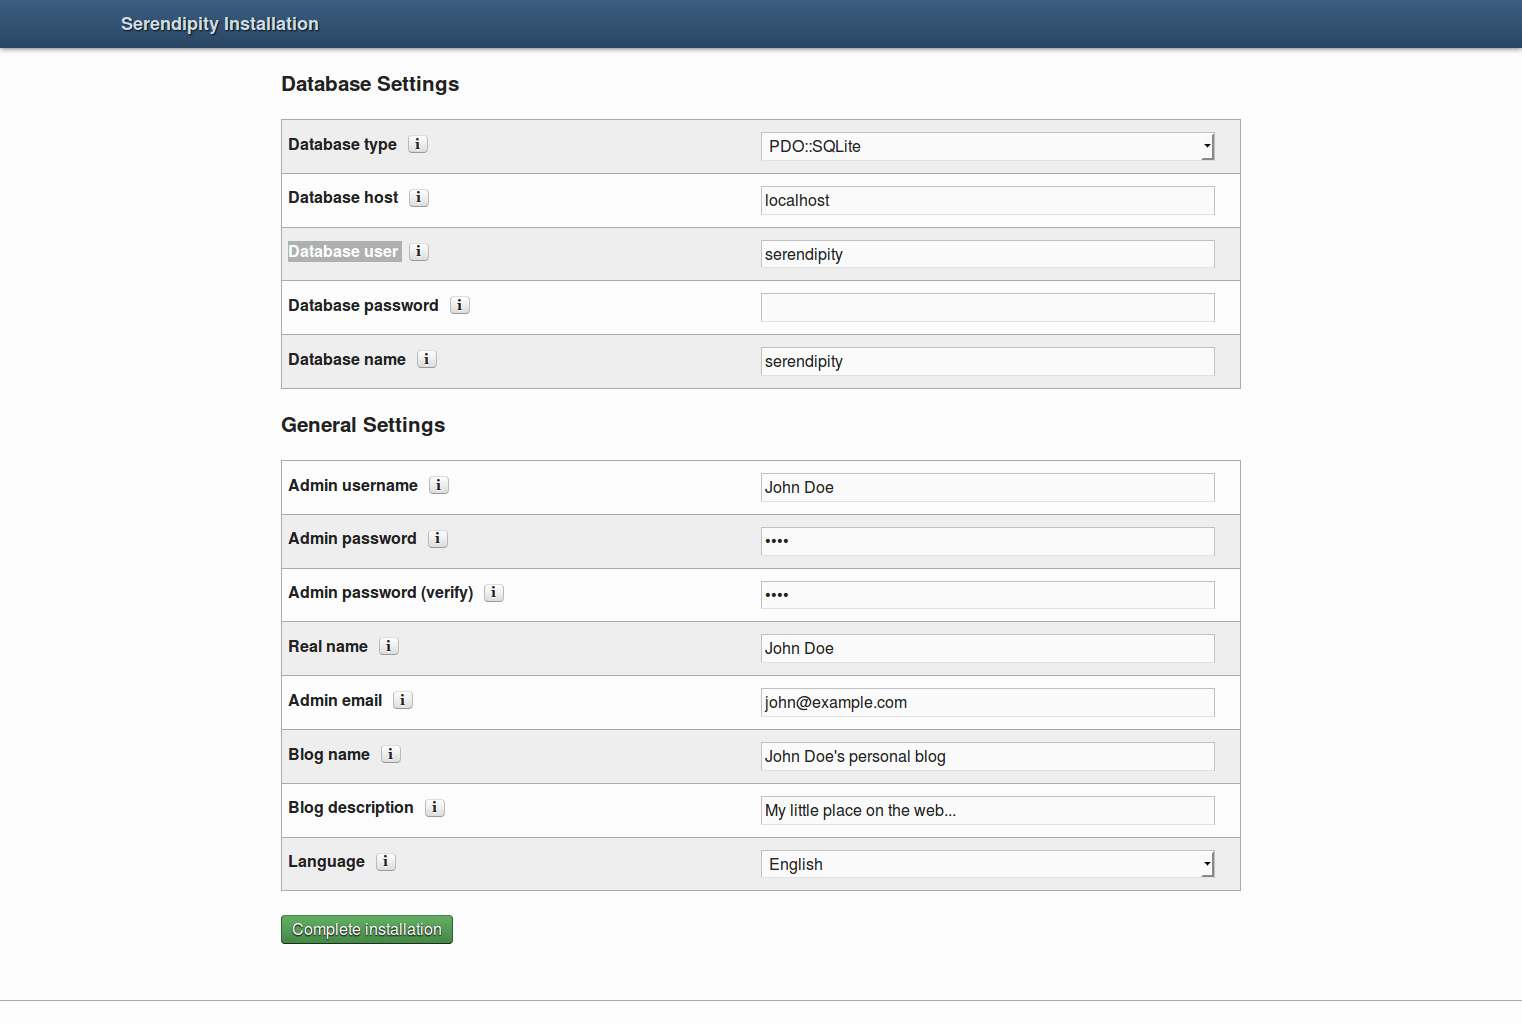 Serendipity Installation
Database Settings
Database type i PDO::SQLite
Database host i localhost
Database user i serendipity
Database password i
Database name i serendipity
General Settings
Admin username i John Doe
Admin password i ••••
Admin password (verify) i ••••
Real name i John Doe
Admin email i john@example.com
Blog name i John Doe's personal blog
Blog description i My little place on the web...
Language i English
Complete installation